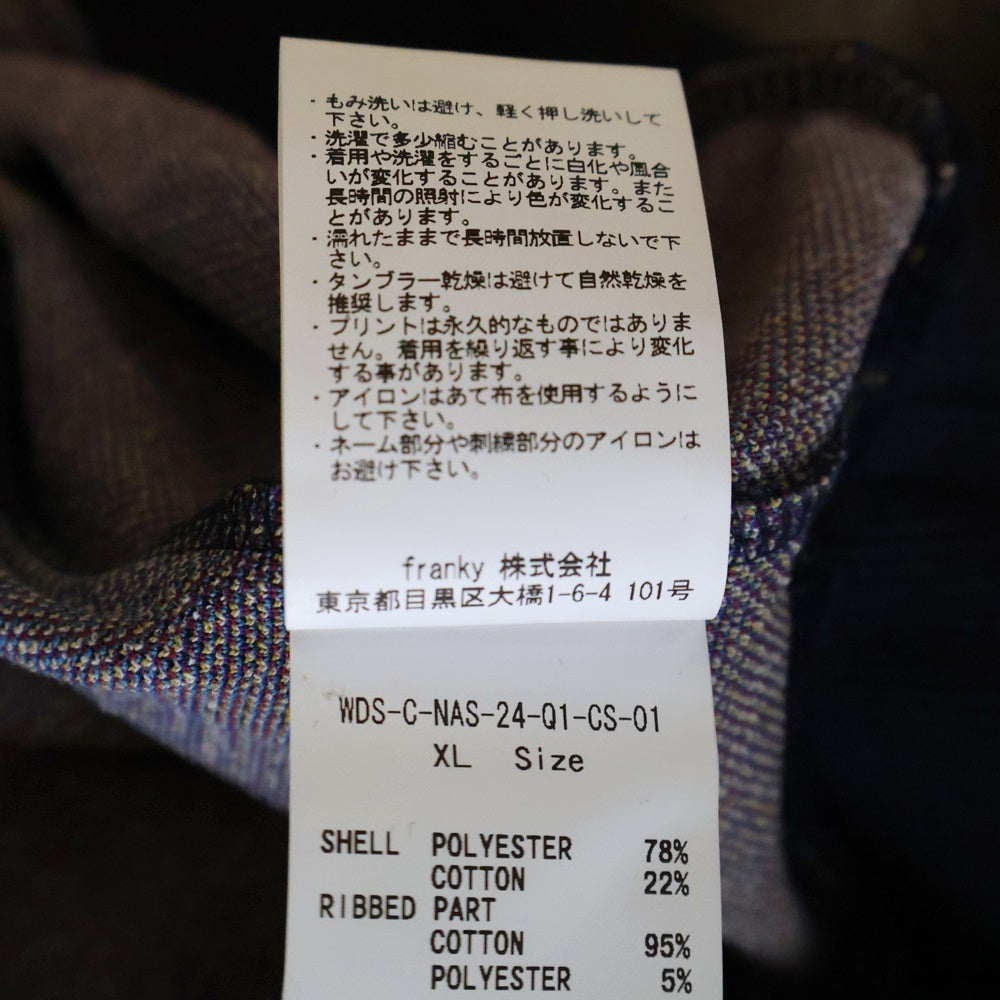 ・もみ洗いは避け、軽く押し洗いして
下さい。
・洗濯で多少縮むことがあります。
・着用や洗濯をするごとに白化や風合
いが変化することがあります。また
長時間の照射により色が変化するこ
とがあります。
・濡れたままで長時間放置しないで下
さい。
・タンブラー乾燥は避けて自然乾燥を
推奨します。
・プリントは永久的なものではありま
せん。着用を繰り返す事により変化
する事があります。
・アイロンはあて布を使用するように
して下さい。
・ネーム部分や刺繍部分のアイロンは
お避け下さい。
franky 株式会社
東京都目黒区大橋1-6-4 101号
WDS-C-NAS-24-Q1-CS-01
XL Size
SHELL POLYESTER 78%
COTTON 22%
RIBBED PART
COTTON 95%
POLYESTER 5%